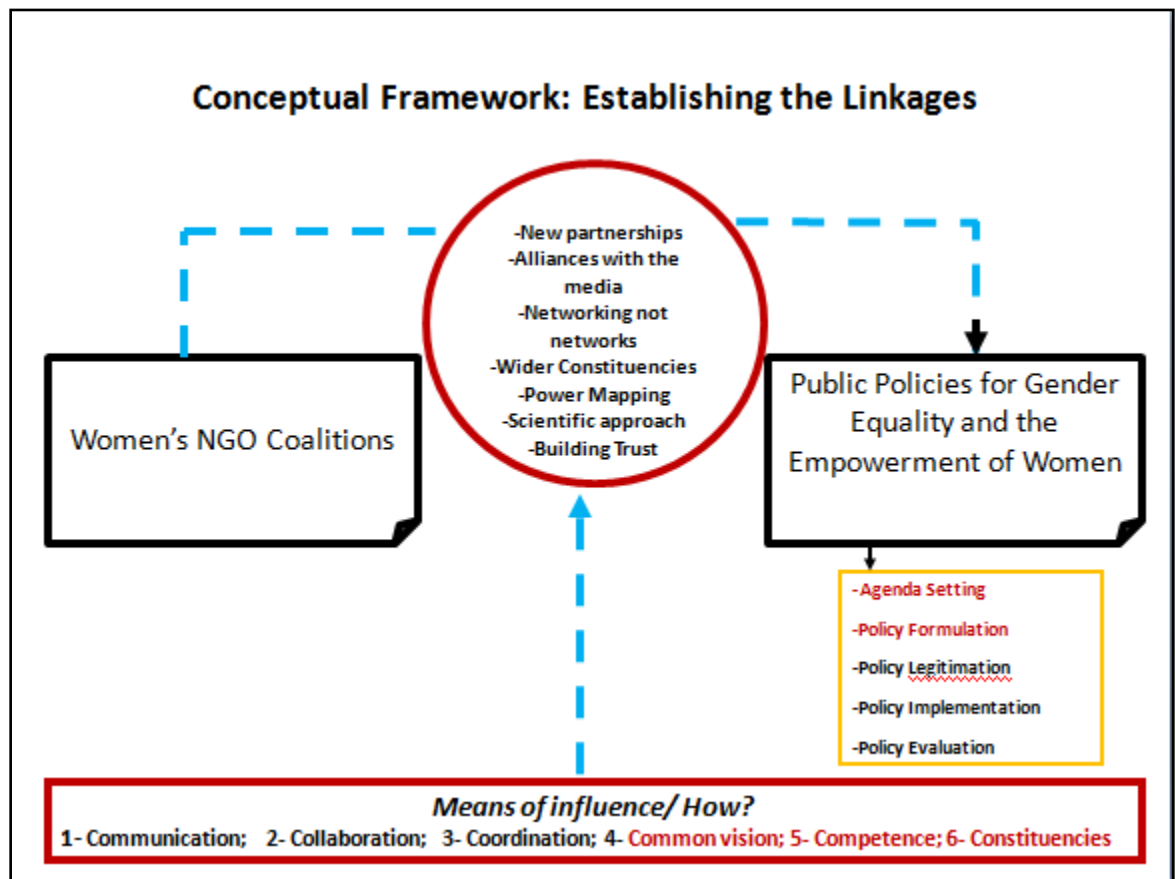 Conceptual Framework: Establishing the Linkages
-New partnerships
-Alliances with the
media
-Networking not
networks
-Wider Constituencies
-Power Mapping
-Scientific approach
-Building Trust
Women's NGO Coalitions
Public Policies for Gender
Equality and the
Empowerment of Women
-Agenda Setting
-Policy Formulation
-Policy Legitimation
-Policy Implementation
-Policy Evaluation
Means of influence/ How?
1- Communication; 2- Collaboration; 3- Coordination; 4- Common vision; 5- Competence; 6- Constituencies